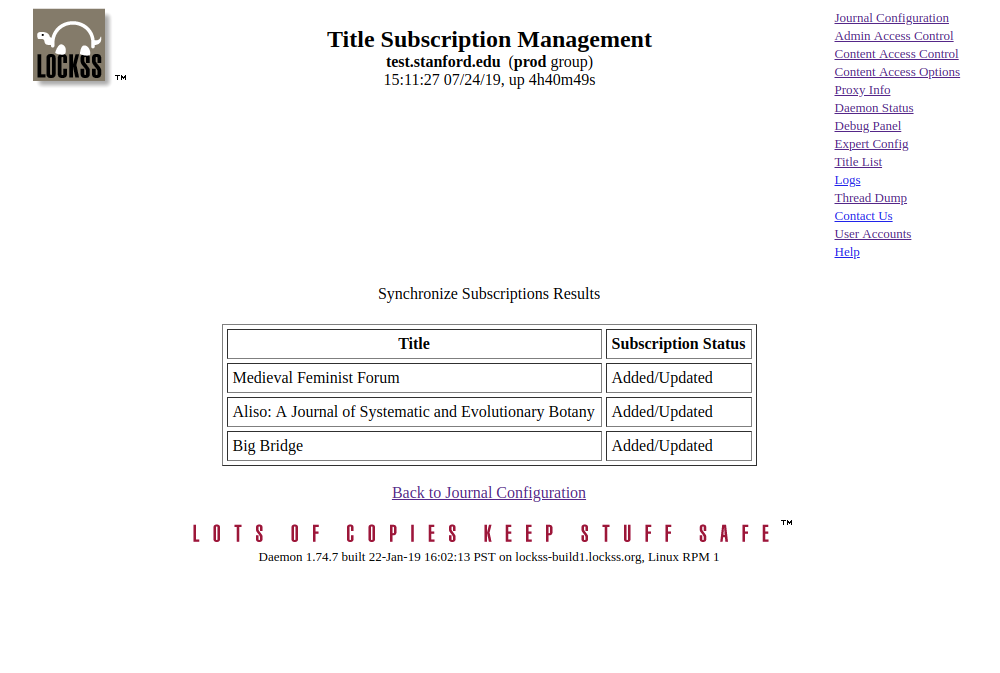 LOCKSS
TM
Title Subscription Management
test.stanford.edu (prod group)
15:11:27 07/24/19, up 4h40m49s
Journal Configuration
Admin Access Control
Content Access Control
Content Access Options
Proxy Info
Daemon Status
Debug Panel
Expert Config
Title List
Logs
Thread Dump
Contact Us
User Accounts
Help
Synchronize Subscriptions Results
Title Subscription Status
Medieval Feminist Forum Added/Updated
Aliso: A Journal of Systematic and Evolutionary Botany Added/Updated
Big Bridge Added/Updated
Back to Journal Configuration
LOTS OF COPIES KEEP STUFF SAFE TM
Daemon 1.74.7 built 22-Jan-19 16:02:13 PST on lockss-build1.lockss.org, Linux RPM 1